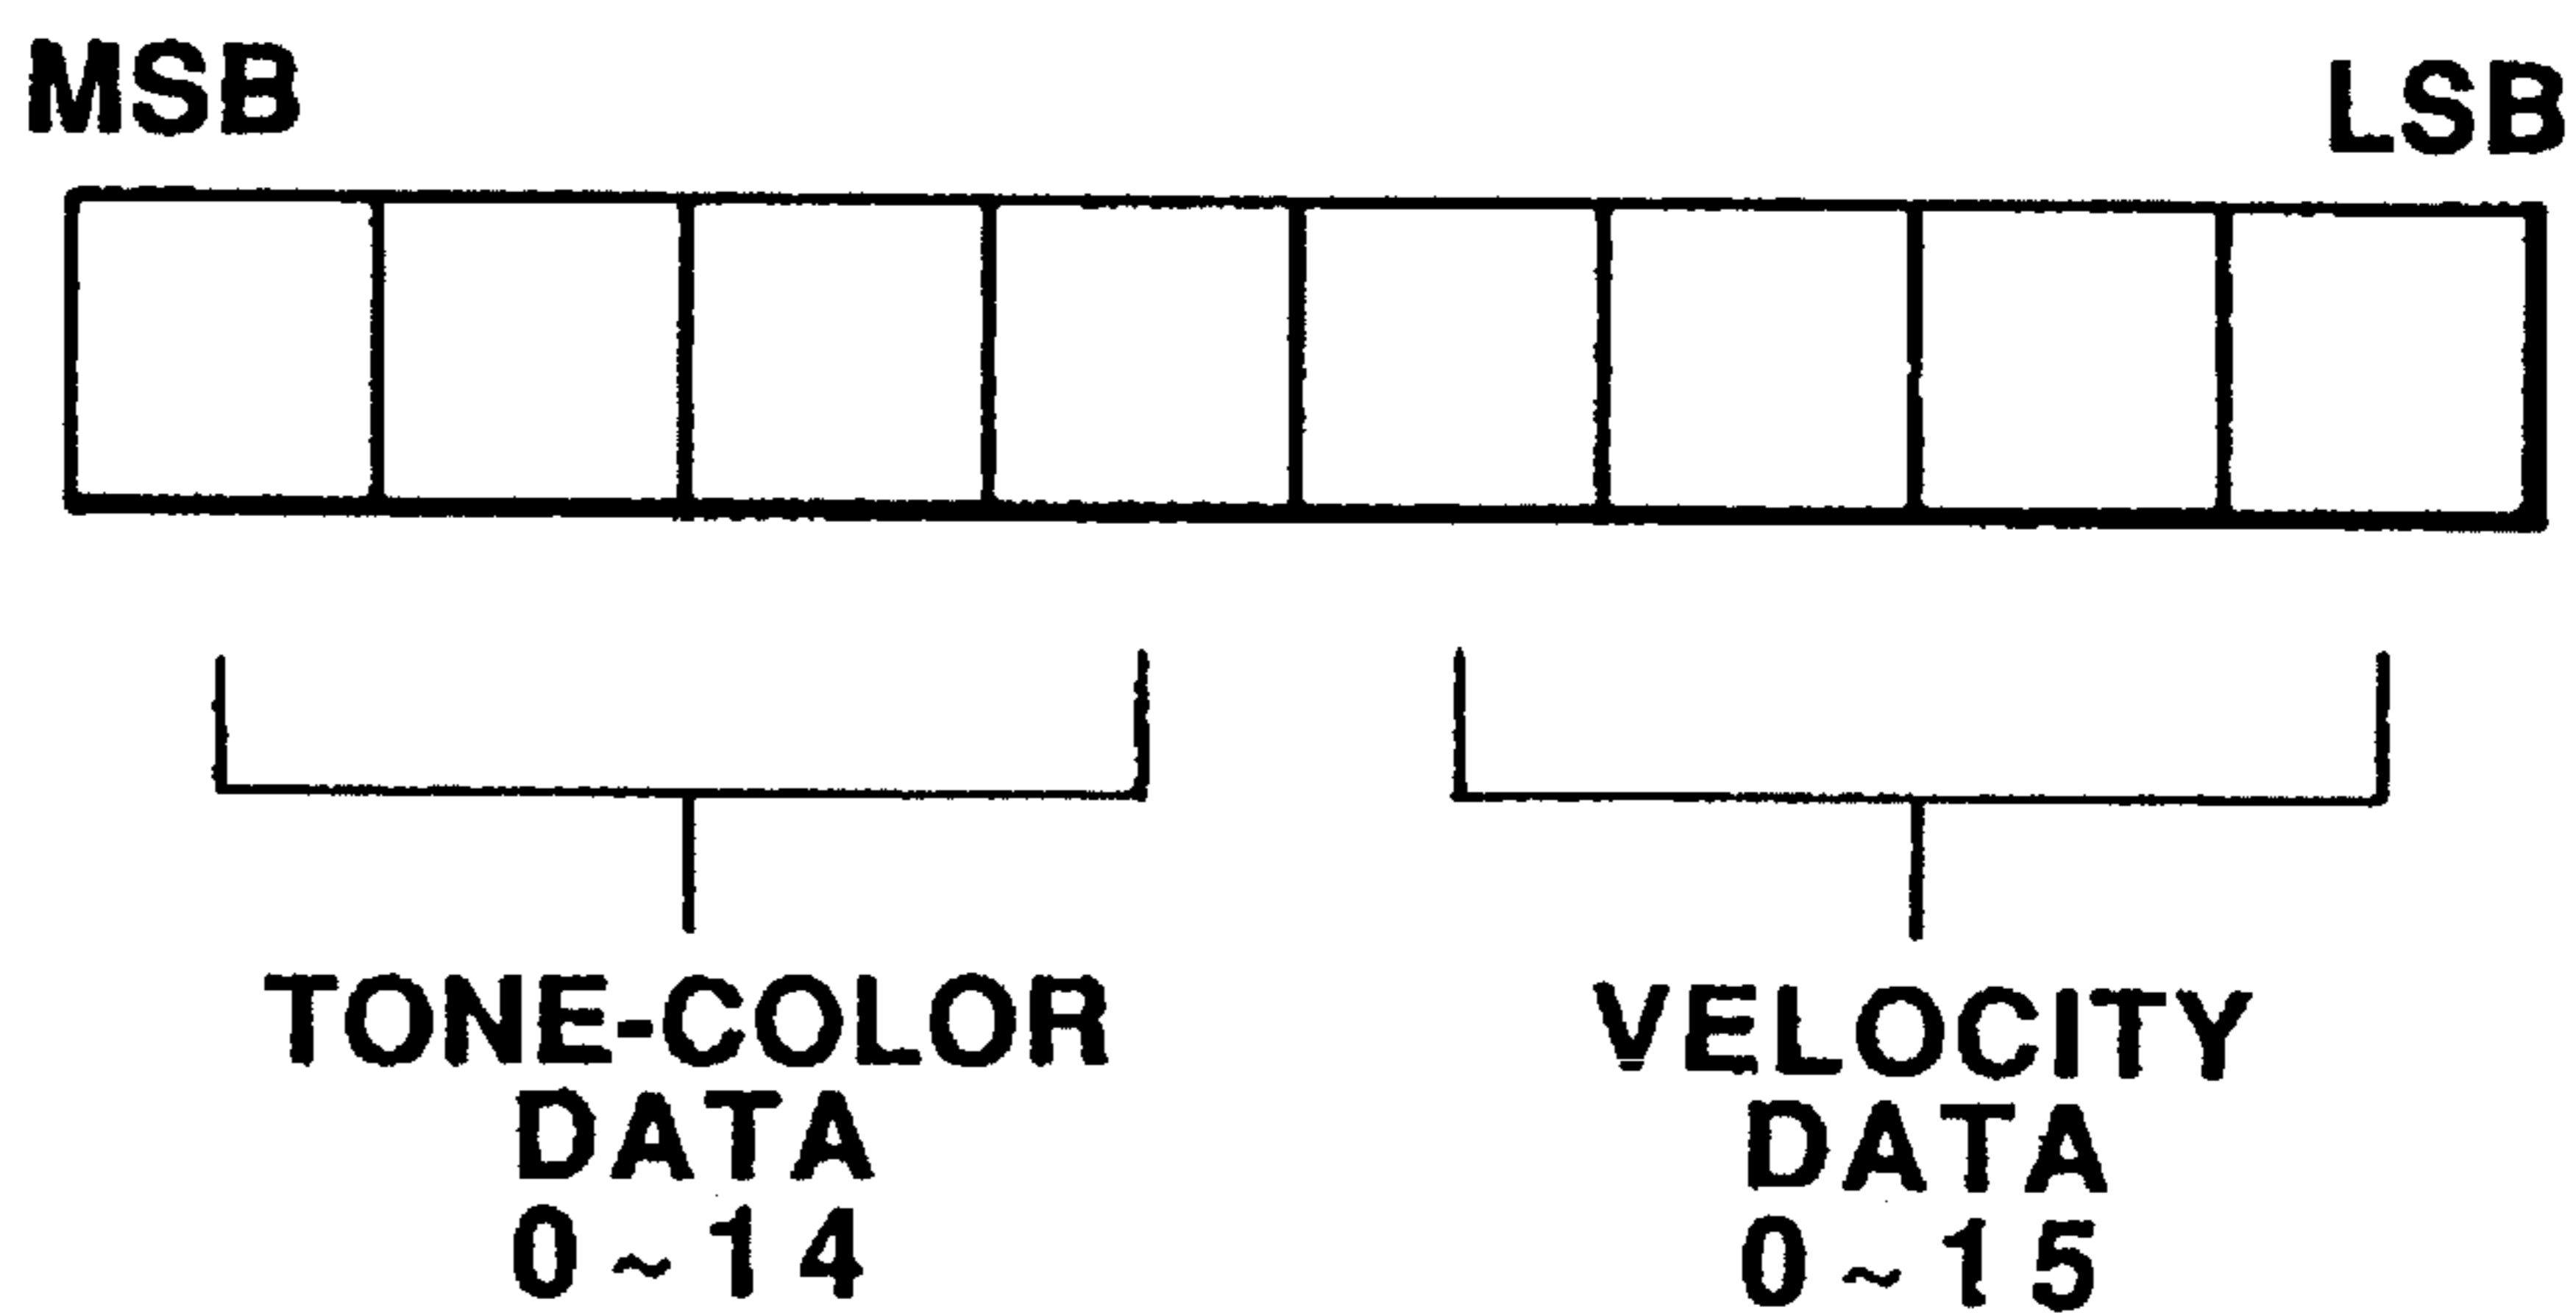 MSB
LSB
TONE-COLOR
DATA
0~14
VELOCITY
DATA
0~15